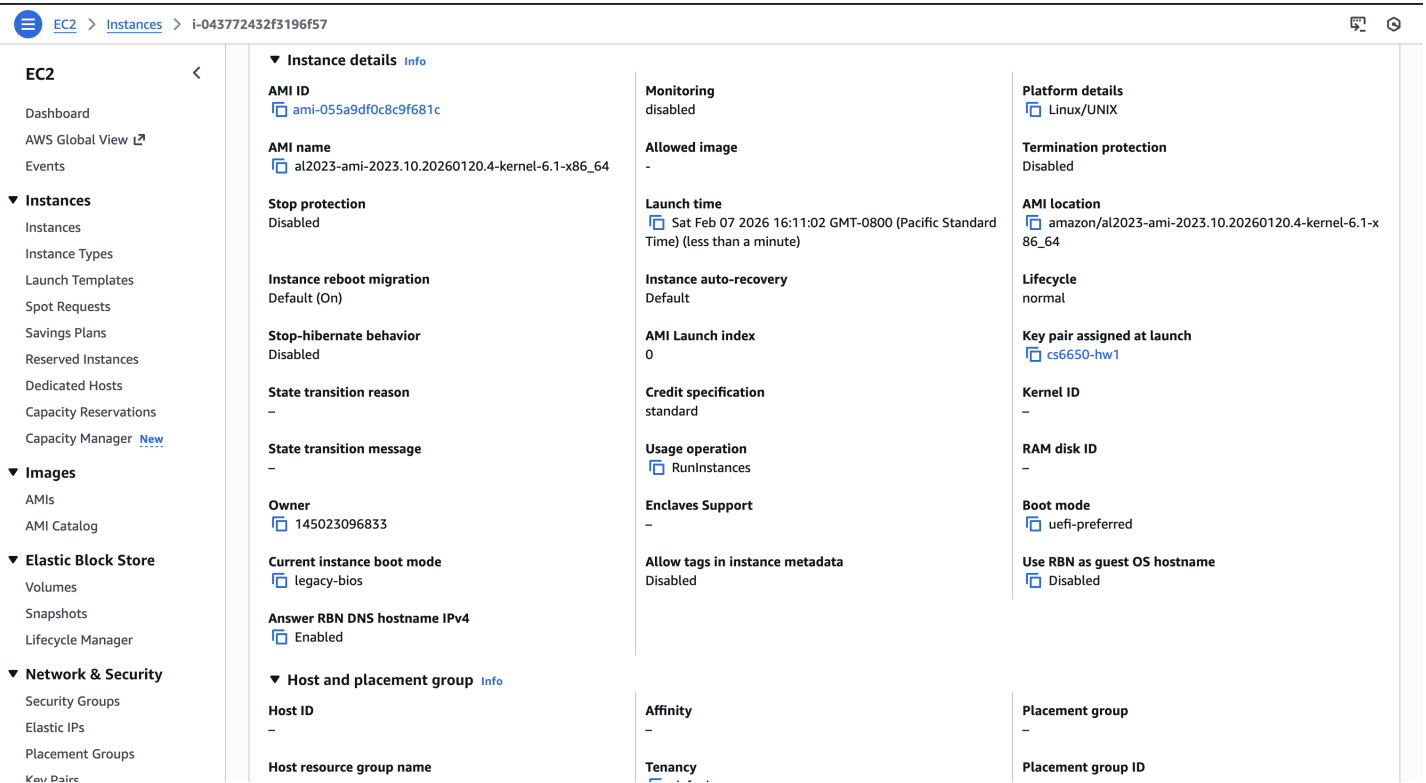 EC2 > Instances > i-043772432f3196f57
EC2
Dashboard
AWS Global View
Events
Instances
Instances
Instance Types
Launch Templates
Spot Requests
Savings Plans
Reserved Instances
Dedicated Hosts
Capacity Reservations
Capacity Manager New
Images
AMIs
AMI Catalog
Elastic Block Store
Volumes
Snapshots
Lifecycle Manager
Network & Security
Security Groups
Elastic IPs
Placement Groups
Key Pairs
Instance details Info
AMI ID
ami-055a9df0c8c9f681c
Monitoring
disabled
Platform details
Linux/UNIX
AMI name
al2023-ami-2023.10.20260120.4-kernel-6.1-x86_64
Allowed image
-
Termination protection
Disabled
Stop protection
Disabled
Launch time
Sat Feb 07 2026 16:11:02 GMT-0800 (Pacific Standard
Time) (less than a minute)
AMI location
amazon/al2023-ami-2023.10.20260120.4-kernel-6.1-x
86_64
Instance reboot migration
Default (On)
Instance auto-recovery
Default
Lifecycle
normal
Stop-hibernate behavior
Disabled
AMI Launch index
0
Key pair assigned at launch
cs6650-hw1
State transition reason
–
Credit specification
standard
Kernel ID
–
State transition message
–
Usage operation
RunInstances
RAM disk ID
–
Owner
145023096833
Enclaves Support
–
Boot mode
uefi-preferred
Current instance boot mode
legacy-bios
Allow tags in instance metadata
Disabled
Use RBN as guest OS hostname
Disabled
Answer RBN DNS hostname IPv4
Enabled
Host and placement group Info
Host ID
–
Affinity
–
Placement group
–
Host resource group name
Tenancy
Placement group ID